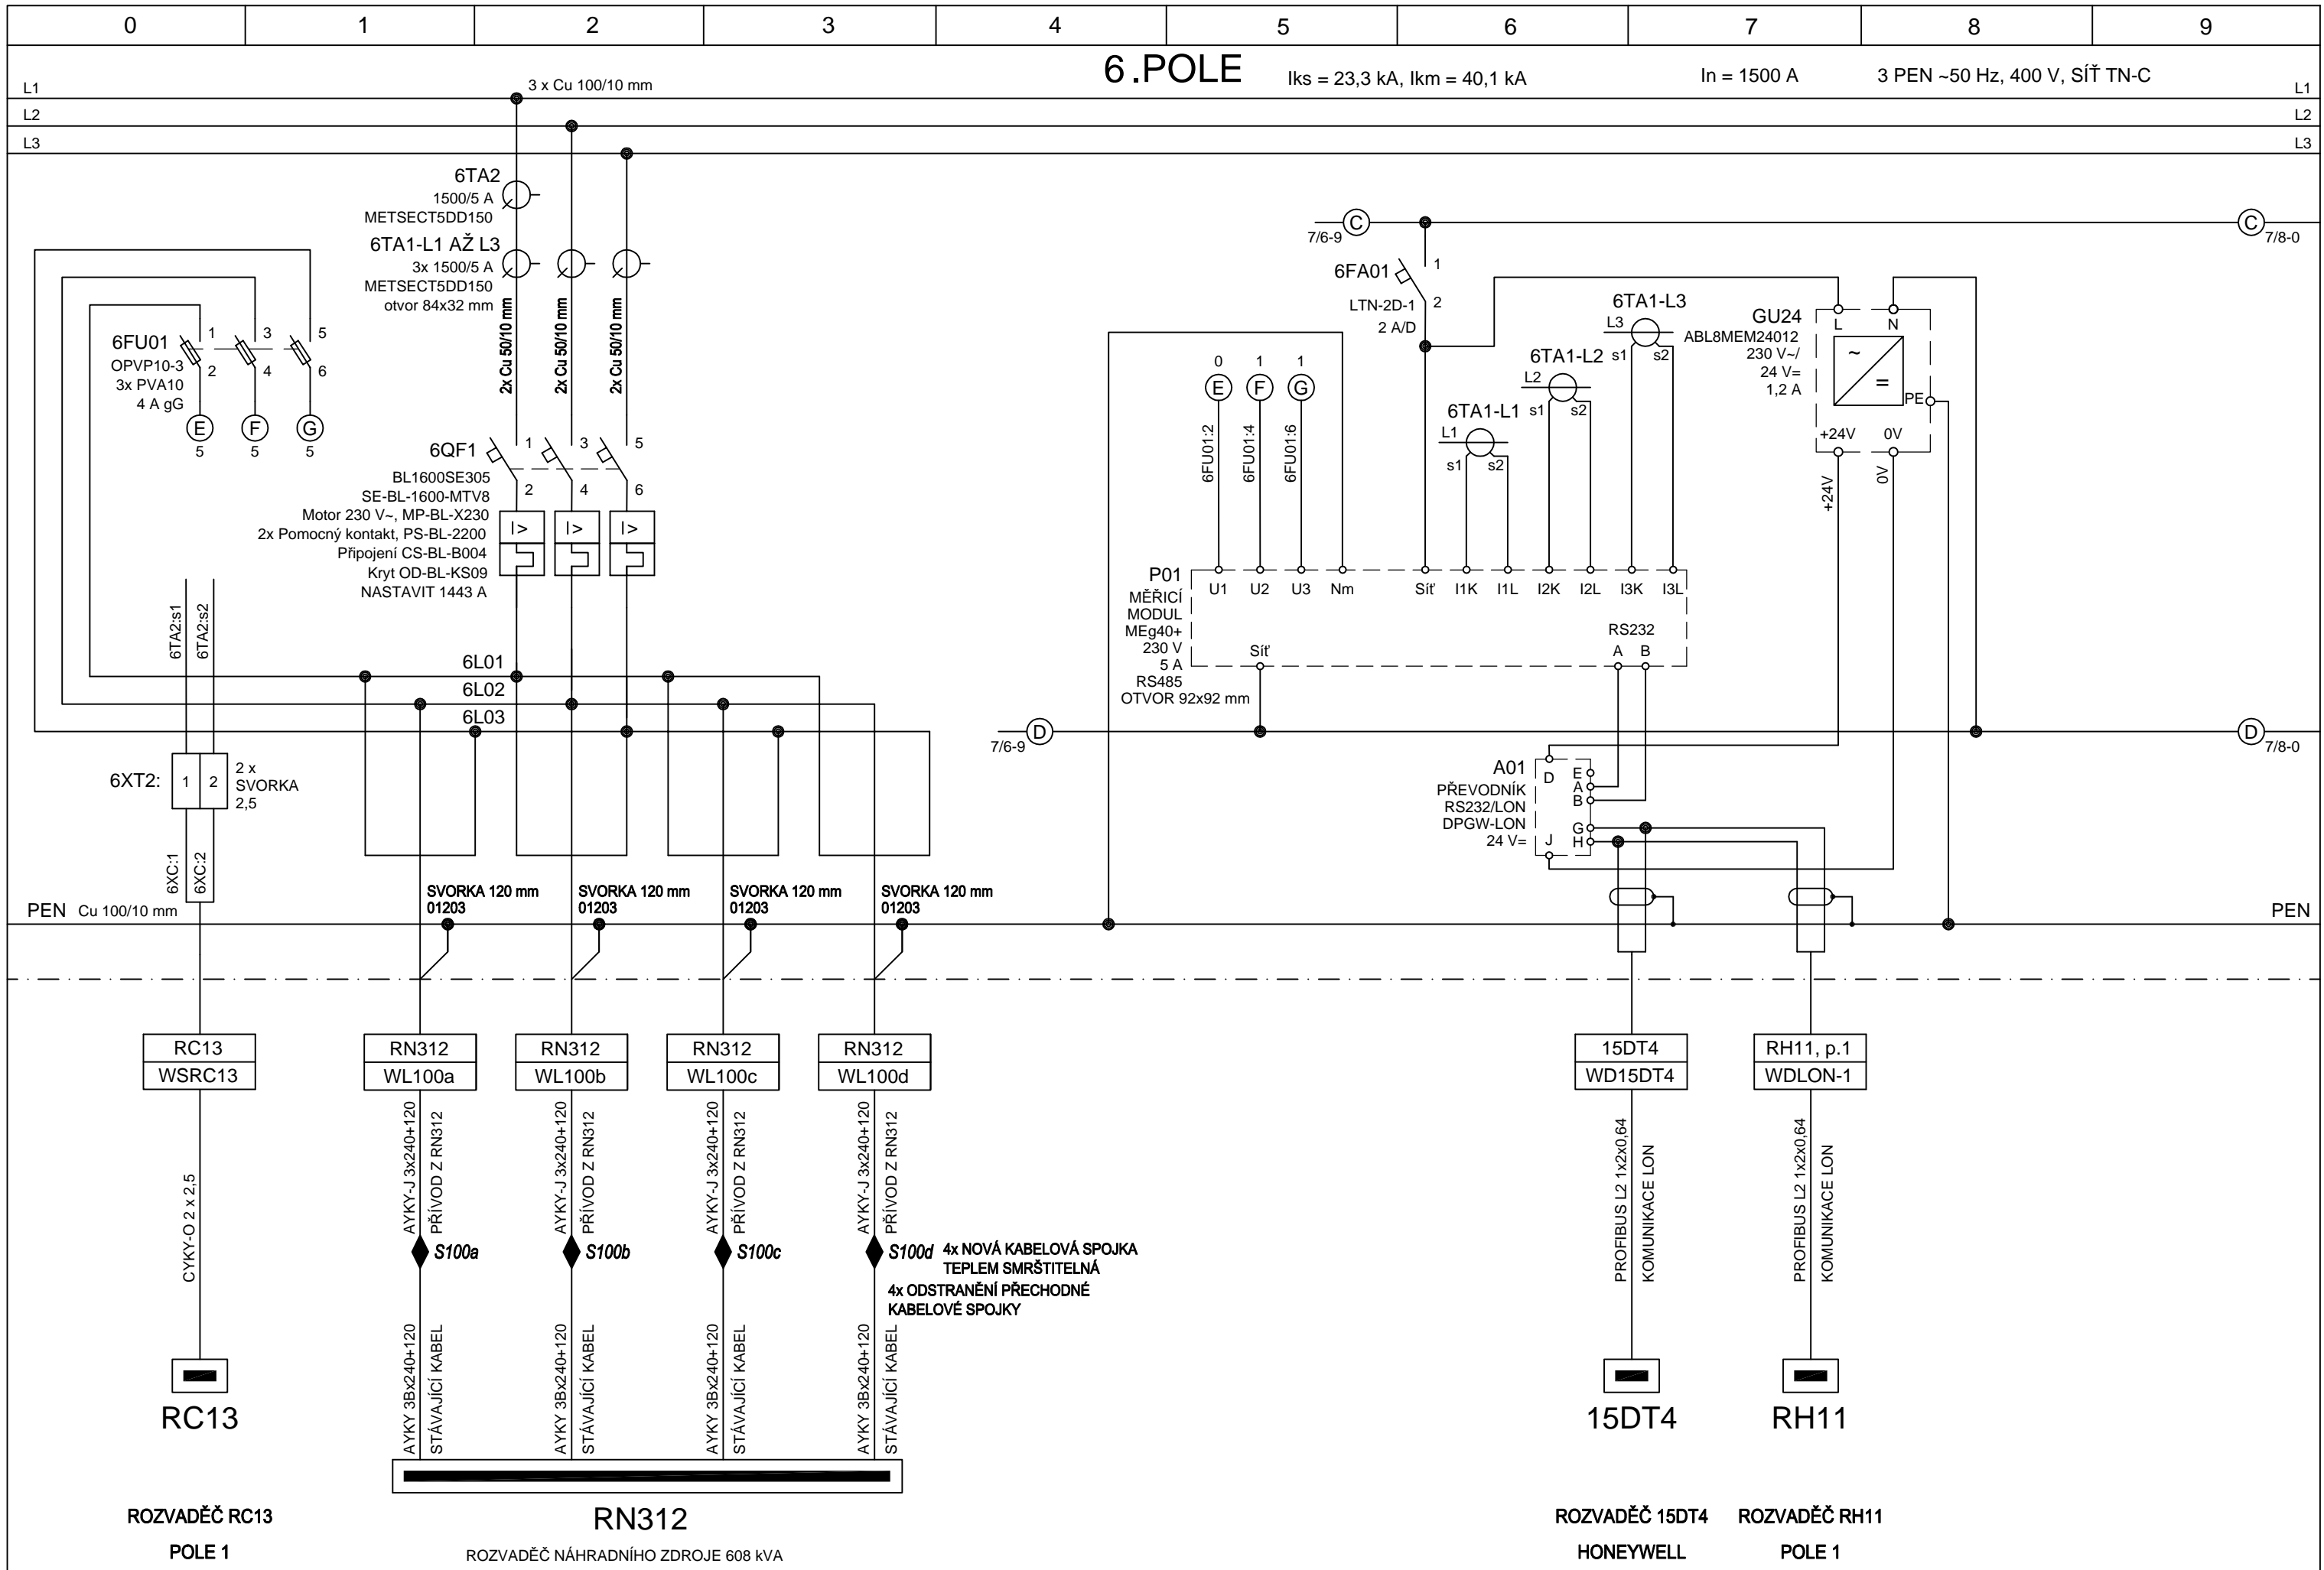 0 1 2 3 4 5 6 7 8 9
6.POLE
Iks = 23,3 kA, Ikm = 40,1 kA
In = 1500 A
3 PEN ~50 Hz, 400 V, SÍŤ TN-C
L1
3 x Cu 100/10 mm
L1
L2
L2
L3
L3
6TA2
1500/5 A
METSECT5DD150
6TA1-L1 AŽ L3
3x 1500/5 A
METSECT5DD150
otvor 84x32 mm
2x Cu 50/10 mm
2x Cu 50/10 mm
2x Cu 50/10 mm
6FU01
OPVP10-3
3x PVA10
4 A gG
1
2
3
4
5
6
E
5
F
5
G
5
6QF1
BL1600SE305
SE-BL-1600-MTV8
Motor 230 V~, MP-BL-X230
2x Pomocný kontakt, PS-BL-2200
Připojení CS-BL-B004
Kryt OD-BL-KS09
NASTAVIT 1443 A
1
2
3
4
5
6
I>
I>
I>
6TA2:s1
6TA2:s2
6L01
6L02
6L03
6XT2:
1
2
2 x
SVORKA
2,5
6XC:1
6XC:2
C
7/6-9
C
7/8-0
6FA01
LTN-2D-1
2 A/D
1
2
0
E
1
F
1
G
6FU01:2
6FU01:4
6FU01:6
6TA1-L1
L1
s1
s2
6TA1-L2
L2
s1
s2
6TA1-L3
L3
s1
s2
GU24
ABL8MEM24012
230 V~/
24 V=
1,2 A
L
N
~
=
PE
+24V
0V
+24V
0V
P01
MĚŘICÍ
MODUL
MEg40+
230 V
5 A
RS485
OTVOR 92x92 mm
U1
U2
U3
Nm
Síť
I1K
I1L
I2K
I2L
I3K
I3L
Síť
RS232
A
B
D
7/6-9
D
7/8-0
A01
PŘEVODNÍK
RS232/LON
DPGW-LON
24 V=
D
E
A
B
G
H
J
SVORKA 120 mm
01203
SVORKA 120 mm
01203
SVORKA 120 mm
01203
SVORKA 120 mm
01203
PEN
Cu 100/10 mm
PEN
RC13
WSRC13
RN312
WL100a
RN312
WL100b
RN312
WL100c
RN312
WL100d
15DT4
WD15DT4
RH11, p.1
WDLON-1
CYKY-O 2 x 2,5
AYKY-J 3x240+120
PŘÍVOD Z RN312
AYKY-J 3x240+120
PŘÍVOD Z RN312
AYKY-J 3x240+120
PŘÍVOD Z RN312
AYKY-J 3x240+120
PŘÍVOD Z RN312
PROFIBUS L2 1x2x0,64
KOMUNIKACE LON
PROFIBUS L2 1x2x0,64
KOMUNIKACE LON
S100a
S100b
S100c
S100d
4x NOVÁ KABELOVÁ SPOJKA
TEPLEM SMRŠTITELNÁ
4x ODSTRANĚNÍ PŘECHODNÉ
KABELOVÉ SPOJKY
AYKY 3Bx240+120
STÁVAJÍCÍ KABEL
AYKY 3Bx240+120
STÁVAJÍCÍ KABEL
AYKY 3Bx240+120
STÁVAJÍCÍ KABEL
AYKY 3Bx240+120
STÁVAJÍCÍ KABEL
RC13
15DT4
RH11
RN312
ROZVADĚČ RC13
POLE 1
ROZVADĚČ NÁHRADNÍHO ZDROJE 608 kVA
ROZVADĚČ 15DT4
HONEYWELL
ROZVADĚČ RH11
POLE 1